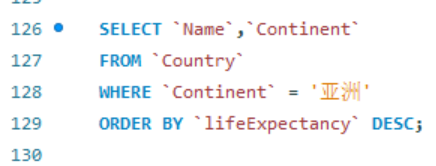 126 SELECT `Name`,`Continent`
127 FROM `Country`
128 WHERE `Continent` = '亚洲'
129 ORDER BY `lifeExpectancy` DESC;
130